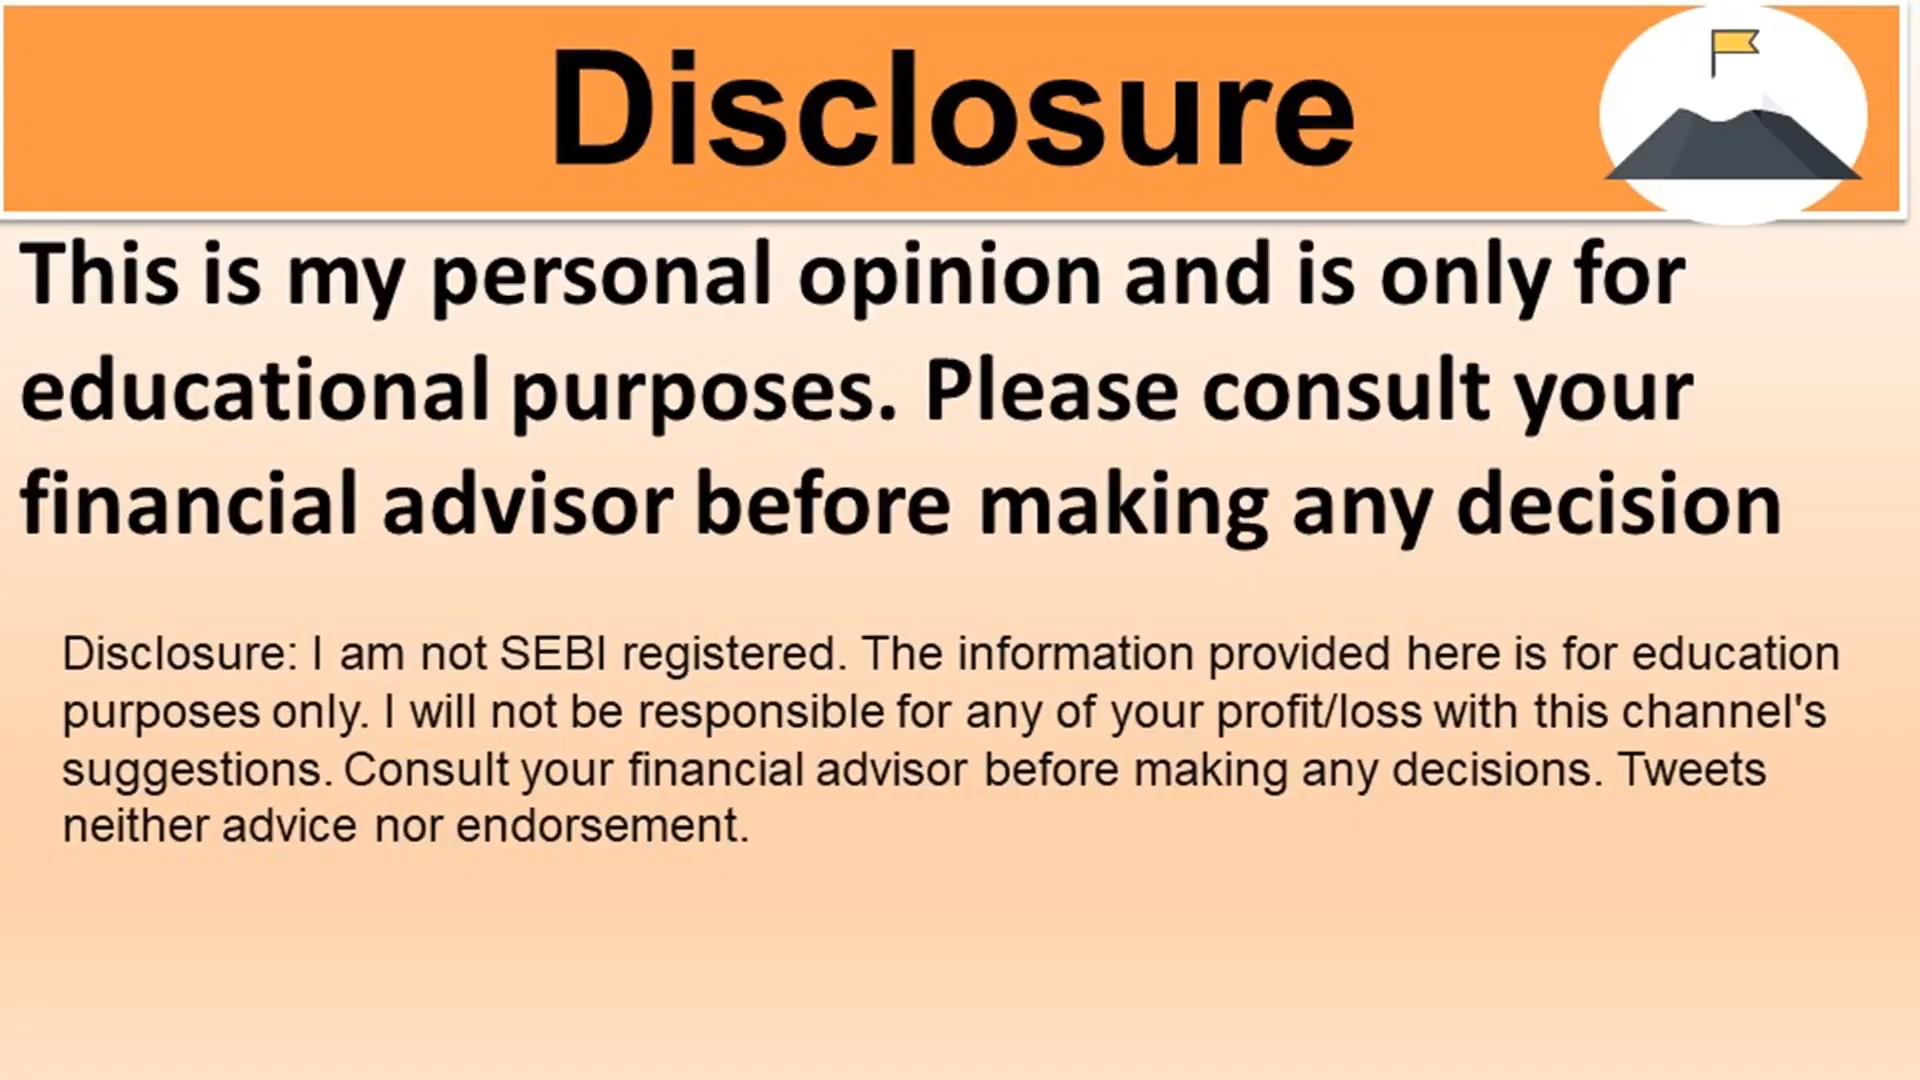 Disclosure
This is my personal opinion and is only for
educational purposes. Please consult your
financial advisor before making any decision
Disclosure: I am not SEBI registered. The information provided here is for education
purposes only. I will not be responsible for any of your profit/loss with this channel's
suggestions. Consult your financial advisor before making any decisions. Tweets
neither advice nor endorsement.